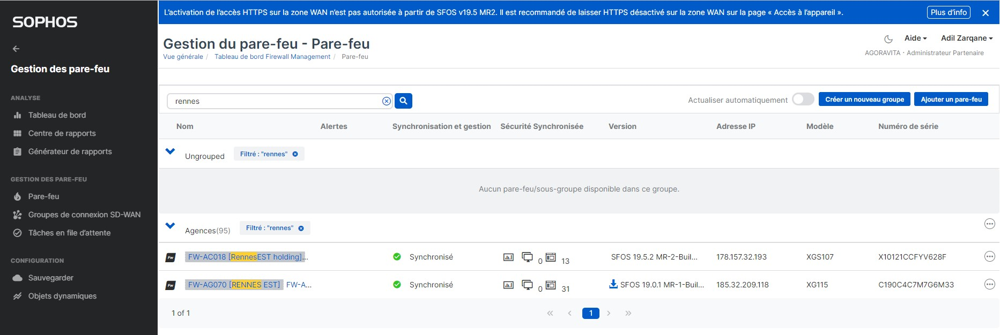 L’activation de l’accès HTTPS sur la zone WAN n’est pas autorisée à partir de SFOS v19.5 MR2. Il est recommandé de laisser HTTPS désactivé sur la zone WAN sur la page « Accès à l’appareil ». Plus d’info
SOPHOS
Gestion des pare-feu
ANALYSE
Tableau de bord
Centre de rapports
Générateur de rapports
GESTION DES PARE-FEU
Pare-feu
Groupes de connexion SD-WAN
Tâches en file d’attente
CONFIGURATION
Sauvegarder
Objets dynamiques
Gestion du pare-feu - Pare-feu
Vue générale / Tableau de bord Firewall Management / Pare-feu
Aide Adil Zarqane
AGORAVITA · Administrateur Partenaire
rennes
Actualiser automatiquement Créer un nouveau groupe Ajouter un pare-feu
Nom Alertes Synchronisation et gestion Sécurité Synchronisée Version Adresse IP Modèle Numéro de série
Ungrouped Filtré : "rennes"
Aucun pare-feu/sous-groupe disponible dans ce groupe.
Agences(95) Filtré : "rennes"
Fw FW-AC018 [RennesEST holding]... Synchronisé 0 13 SFOS 19.5.2 MR-2-Buil... 178.157.32.193 XGS107 X10121CCFYV628F
Fw FW-AG070 [RENNES EST] FW-A... Synchronisé 0 31 SFOS 19.0.1 MR-1-Buil... 185.32.209.118 XG115 C190C4C7M7G6M33
1 of 1 « ‹ 1 › »